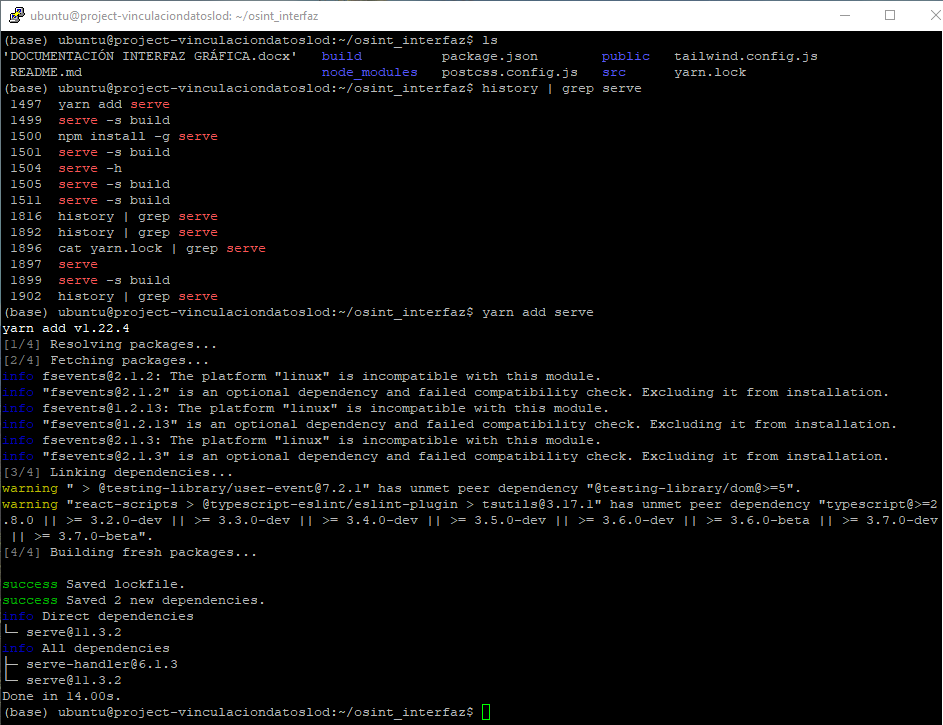 ubuntu@project-vinculaciondatoslod: ~/osint_interfaz
(base) ubuntu@project-vinculaciondatoslod:~/osint_interfaz$ ls
'DOCUMENTACIÓN INTERFAZ GRÁFICA.docx'   build          package.json        public   tailwind.config.js
 README.md                              node_modules   postcss.config.js   src      yarn.lock
(base) ubuntu@project-vinculaciondatoslod:~/osint_interfaz$ history | grep serve
 1497  yarn add serve
 1499  serve -s build
 1500  npm install -g serve
 1501  serve -s build
 1504  serve -h
 1505  serve -s build
 1511  serve -s build
 1816  history | grep serve
 1892  history | grep serve
 1896  cat yarn.lock | grep serve
 1897  serve
 1899  serve -s build
 1902  history | grep serve
(base) ubuntu@project-vinculaciondatoslod:~/osint_interfaz$ yarn add serve
yarn add v1.22.4
[1/4] Resolving packages...
[2/4] Fetching packages...
info fsevents@2.1.2: The platform "linux" is incompatible with this module.
info "fsevents@2.1.2" is an optional dependency and failed compatibility check. Excluding it from installation.
info fsevents@1.2.13: The platform "linux" is incompatible with this module.
info "fsevents@1.2.13" is an optional dependency and failed compatibility check. Excluding it from installation.
info fsevents@2.1.3: The platform "linux" is incompatible with this module.
info "fsevents@2.1.3" is an optional dependency and failed compatibility check. Excluding it from installation.
[3/4] Linking dependencies...
warning " > @testing-library/user-event@7.2.1" has unmet peer dependency "@testing-library/dom@>=5".
warning "react-scripts > @typescript-eslint/eslint-plugin > tsutils@3.17.1" has unmet peer dependency "typescript@>=2
.8.0 || >= 3.2.0-dev || >= 3.3.0-dev || >= 3.4.0-dev || >= 3.5.0-dev || >= 3.6.0-dev || >= 3.6.0-beta || >= 3.7.0-dev
 || >= 3.7.0-beta".
[4/4] Building fresh packages...
success Saved lockfile.
success Saved 2 new dependencies.
info Direct dependencies
└─ serve@11.3.2
info All dependencies
├─ serve-handler@6.1.3
└─ serve@11.3.2
Done in 14.00s.
(base) ubuntu@project-vinculaciondatoslod:~/osint_interfaz$